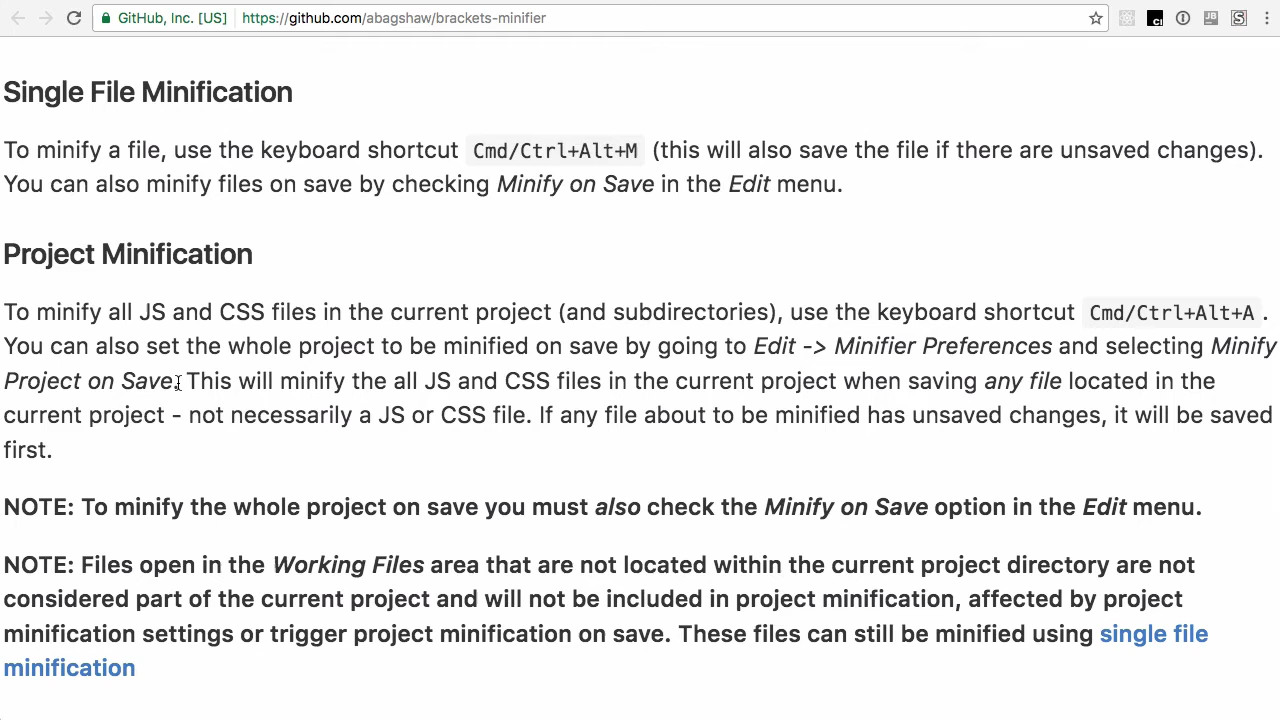 GitHub, Inc. [US] https://github.com/abagshaw/brackets-minifier
Single File Minification
To minify a file, use the keyboard shortcut Cmd/Ctrl+Alt+M (this will also save the file if there are unsaved changes).
You can also minify files on save by checking Minify on Save in the Edit menu.
Project Minification
To minify all JS and CSS files in the current project (and subdirectories), use the keyboard shortcut Cmd/Ctrl+Alt+A .
You can also set the whole project to be minified on save by going to Edit -> Minifier Preferences and selecting Minify
Project on Save. This will minify the all JS and CSS files in the current project when saving any file located in the
current project - not necessarily a JS or CSS file. If any file about to be minified has unsaved changes, it will be saved
first.
NOTE: To minify the whole project on save you must also check the Minify on Save option in the Edit menu.
NOTE: Files open in the Working Files area that are not located within the current project directory are not
considered part of the current project and will not be included in project minification, affected by project
minification settings or trigger project minification on save. These files can still be minified using single file
minification